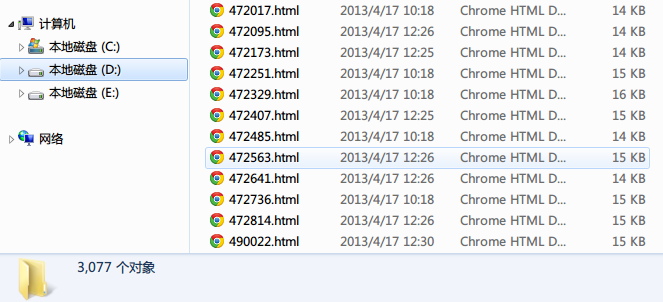 计算机
本地磁盘 (C:)
本地磁盘 (D:)
本地磁盘 (E:)
网络
472017.html 2013/4/17 10:18 Chrome HTML D... 14 KB
472095.html 2013/4/17 12:26 Chrome HTML D... 14 KB
472173.html 2013/4/17 12:25 Chrome HTML D... 14 KB
472251.html 2013/4/17 10:18 Chrome HTML D... 15 KB
472329.html 2013/4/17 10:18 Chrome HTML D... 16 KB
472407.html 2013/4/17 12:25 Chrome HTML D... 15 KB
472485.html 2013/4/17 10:18 Chrome HTML D... 14 KB
472563.html 2013/4/17 12:26 Chrome HTML D... 15 KB
472641.html 2013/4/17 12:26 Chrome HTML D... 14 KB
472736.html 2013/4/17 10:18 Chrome HTML D... 15 KB
472814.html 2013/4/17 12:26 Chrome HTML D... 15 KB
490022.html 2013/4/17 12:30 Chrome HTML D... 15 KB
3,077 个对象